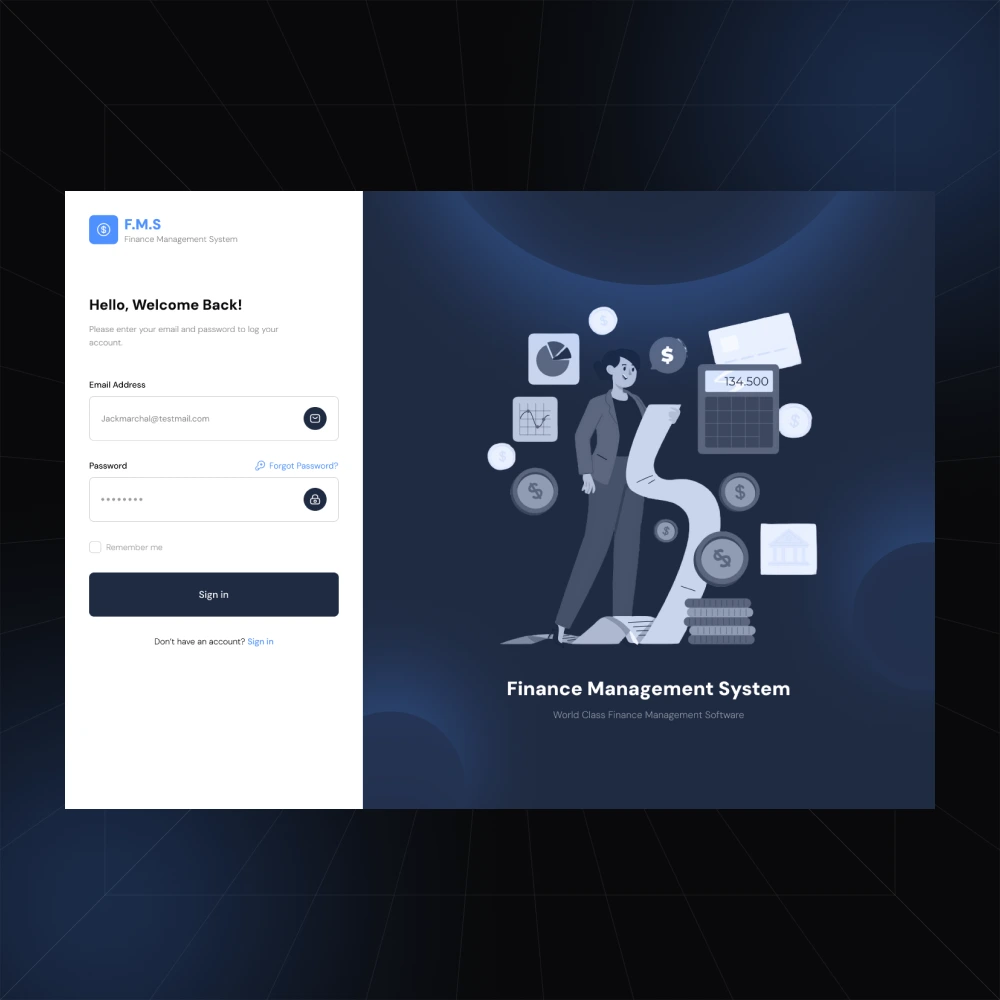 F.M.S
Finance Management System
Hello, Welcome Back!
Please enter your email and password to log your
account.
Email Address
Jackmarchal@testmail.com
Password
Forgot Password?
Remember me
Sign in
Don't have an account? Sign in
$
134.500
Finance Management System
World Class Finance Management Software